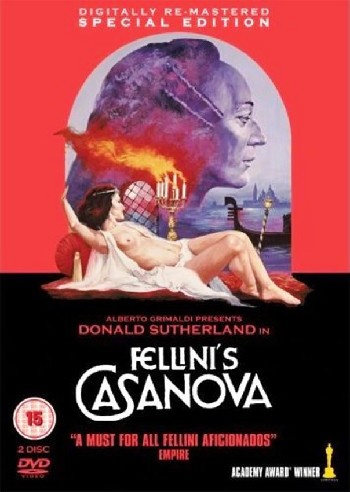 DIGITALLY RE-MASTERED
SPECIAL EDITION
ALBERTO GRIMALDI PRESENTS
DONALD SUTHERLAND IN
FELLINI'S
CASANOVA
15
"A MUST FOR ALL FELLINI AFICIONADOS"
EMPIRE
2 DISC
DVD
VIDEO
ACADEMY AWARD® WINNER